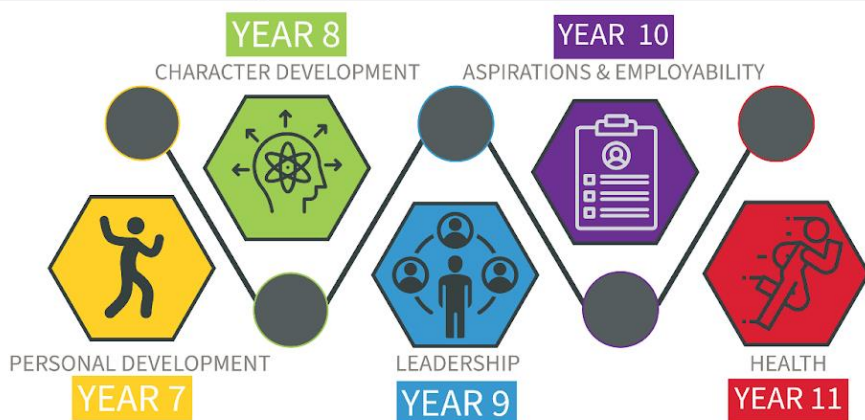 YEAR 8
CHARACTER DEVELOPMENT
YEAR 10
ASPIRATIONS & EMPLOYABILITY
PERSONAL DEVELOPMENT
YEAR 7
LEADERSHIP
YEAR 9
HEALTH
YEAR 11